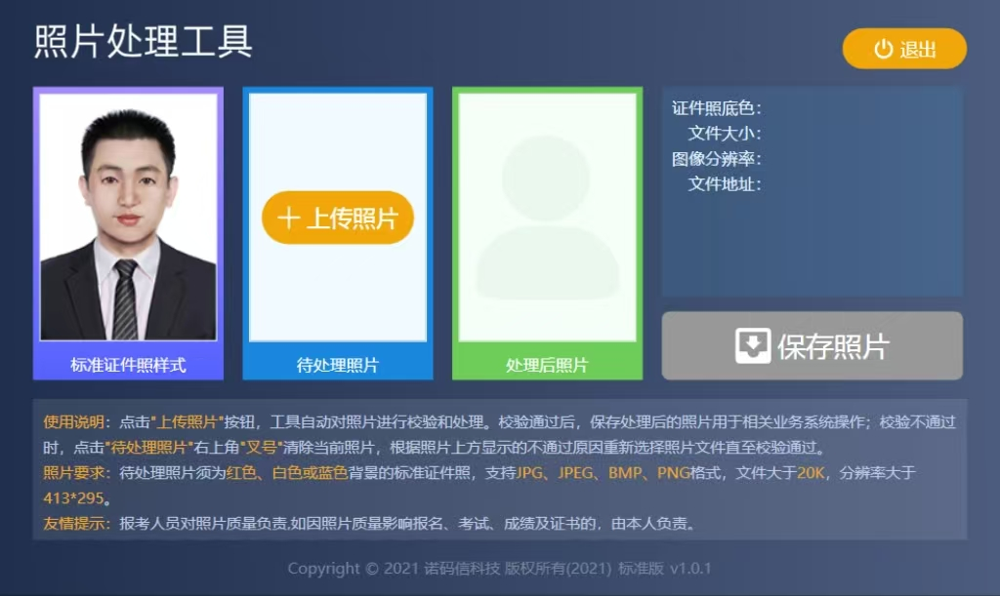 照片处理工具
退出
上传照片
标准证件照样式
待处理照片
处理后照片
证件照底色：
文件大小：
图像分辨率：
文件地址：
保存照片
使用说明：点击"上传照片"按钮，工具自动对照片进行校验和处理。校验通过后，保存处理后的照片用于相关业务系统操作；校验不通过
时，点击"待处理照片"右上角"叉号"清除当前照片，根据照片上方显示的不通过原因重新选择照片文件直至校验通过。
照片要求：待处理照片须为红色、白色或蓝色背景的标准证件照，支持JPG、JPEG、BMP、PNG格式，文件大于20K，分辨率大于
413*295。
友情提示：报考人员对照片质量负责,如因照片质量影响报名、考试、成绩及证书的，由本人负责。
Copyright © 2021 诺码信科技 版权所有(2021) 标准版 v1.0.1